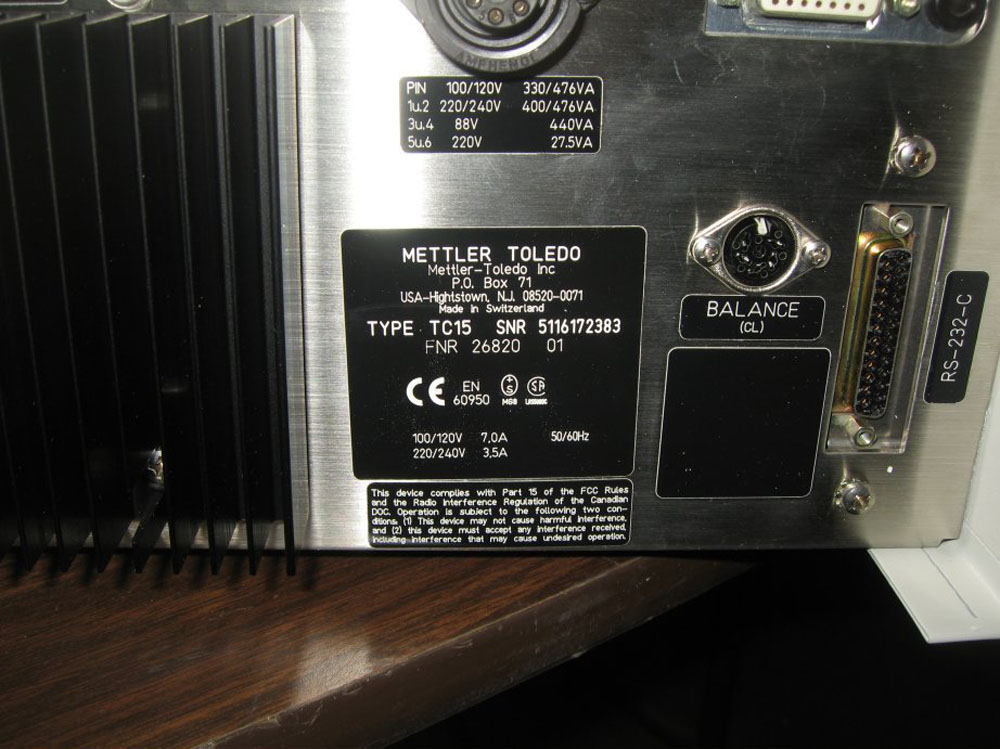 AMPHENOL
PIN 100/120V 330/476VA
1u.2 220/240V 400/476VA
3u.4 88V 440VA
5u.6 220V 27.5VA
METTLER TOLEDO
Mettler-Toledo Inc
P.O. Box 71
USA-Hightstown, N.J. 08520-0071
Made in Switzerland
TYPE TC15 SNR 5116172383
FNR 26820 01
CE EN
60950
100/120V 7,0A 50/60Hz
220/240V 3,5A
This device complies with Part 15 of the FCC Rules
and the Radio Interference Regulation of the Canadian
DOC. Operation is subject to the following two con-
ditions. (1) This device may not cause harmful interference,
and (2) this device must accept any interference received,
including interference that may cause undesired operation.
BALANCE
(CL)
RS-232-C